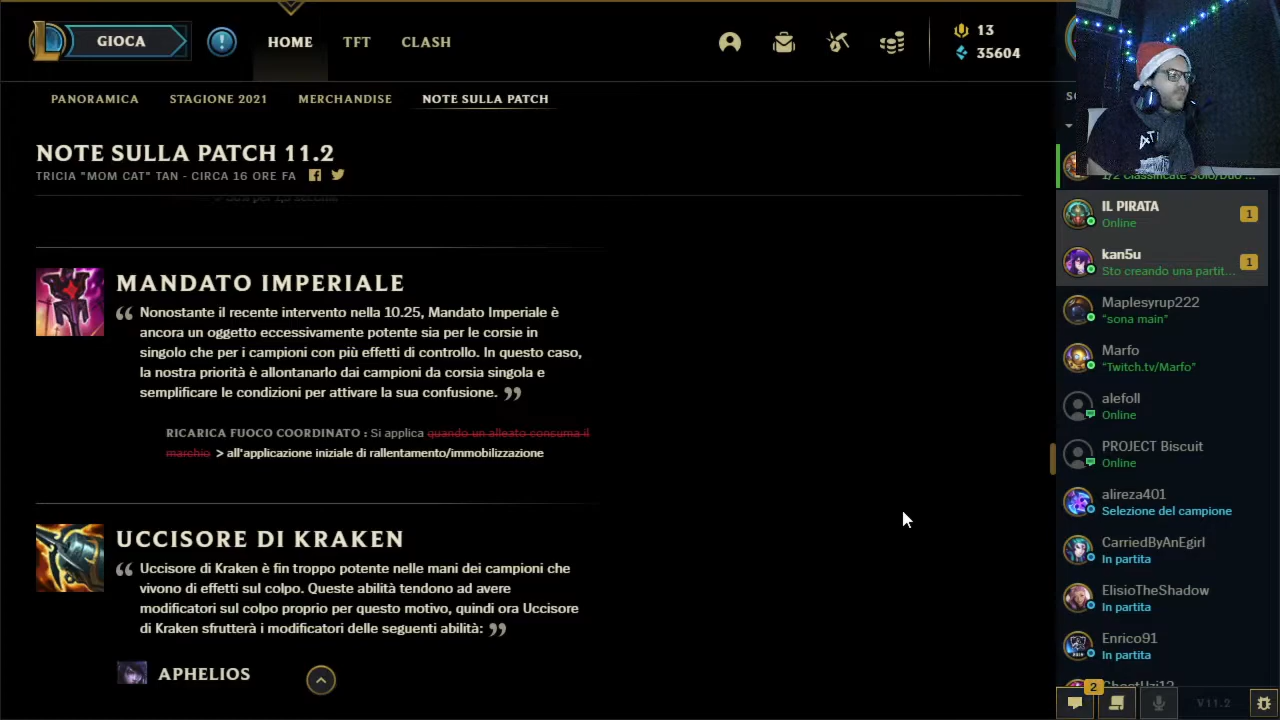 GIOCA
HOME
TFT
CLASH
13
35604
PANORAMICA
STAGIONE 2021
MERCHANDISE
NOTE SULLA PATCH
NOTE SULLA PATCH 11.2
TRICIA "MOM CAT" TAN - CIRCA 16 ORE FA
MANDATO IMPERIALE
“ Nonostante il recente intervento nella 10.25, Mandato Imperiale è
ancora un oggetto eccessivamente potente sia per le corsie in
singolo che per i campioni con più effetti di controllo. In questo caso,
la nostra priorità è allontanarlo dai campioni da corsia singola e
semplificare le condizioni per attivare la sua confusione. ”
RICARICA FUOCO COORDINATO : Si applica quando un alleato consuma il
marchio > all'applicazione iniziale di rallentamento/immobilizzazione
UCCISORE DI KRAKEN
“ Uccisore di Kraken è fin troppo potente nelle mani dei campioni che
vivono di effetti sul colpo. Queste abilità tendono ad avere
modificatori sul colpo proprio per questo motivo, quindi ora Uccisore
di Kraken sfrutterà i modificatori delle seguenti abilità: ”
APHELIOS
1/2 Classificate Solo/Duo ...
IL PIRATA
Online
1
kan5u
Sto creando una partit...
1
Maplesyrup222
"sona main"
Marfo
"Twitch.tv/Marfo"
alefoll
Online
PROJECT Biscuit
Online
alireza401
Selezione del campione
CarriedByAnEgirl
In partita
ElisioTheShadow
In partita
Enrico91
In partita
2
V11.2